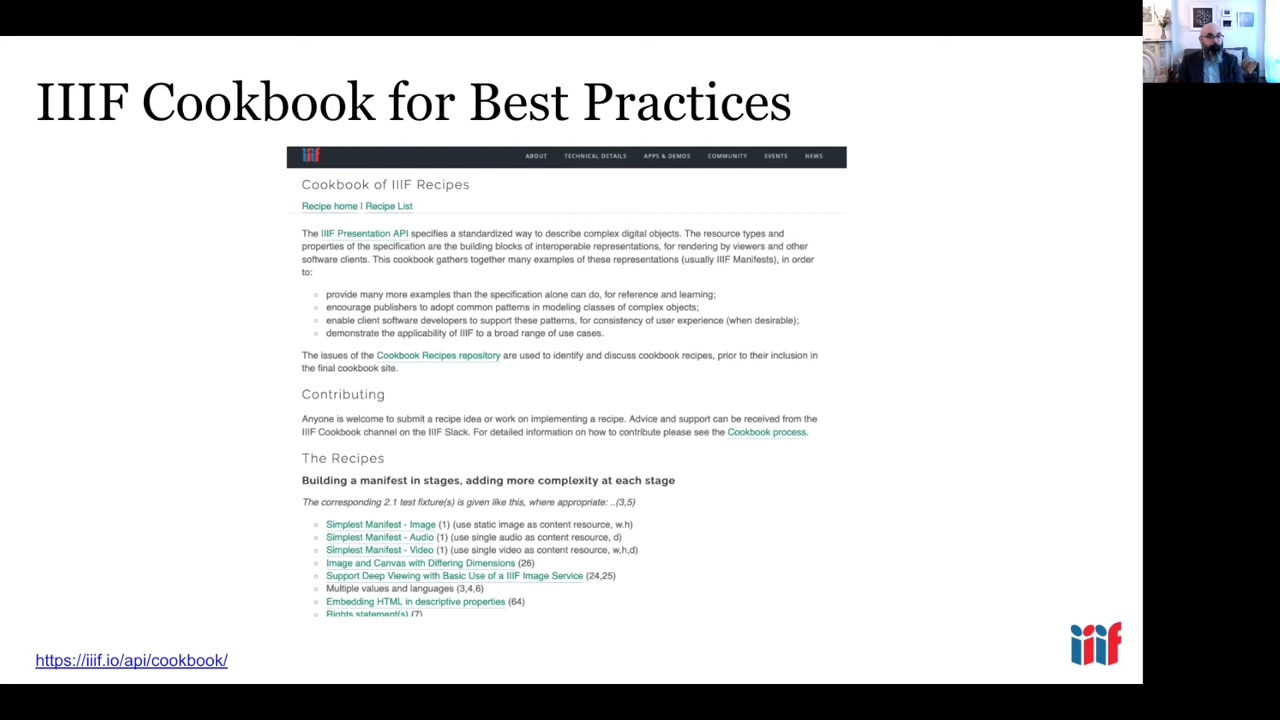 IIIF Cookbook for Best Practices
iiif
ABOUT TECHNICAL DETAILS APPS & DEMOS COMMUNITY EVENTS NEWS
Cookbook of IIIF Recipes
Recipe home | Recipe List
The IIIF Presentation API specifies a standardized way to describe complex digital objects. The resource types and
properties of the specification are the building blocks of interoperable representations, for rendering by viewers and other
software clients. This cookbook gathers together many examples of these representations (usually IIIF Manifests), in order
to:
provide many more examples than the specification alone can do, for reference and learning;
encourage publishers to adopt common patterns in modeling classes of complex objects;
enable client software developers to support these patterns, for consistency of user experience (when desirable);
demonstrate the applicability of IIIF to a broad range of use cases.
The issues of the Cookbook Recipes repository are used to identify and discuss cookbook recipes, prior to their inclusion in
the final cookbook site.
Contributing
Anyone is welcome to submit a recipe idea or work on implementing a recipe. Advice and support can be received from the
IIIF Cookbook channel on the IIIF Slack. For detailed information on how to contribute please see the Cookbook process.
The Recipes
Building a manifest in stages, adding more complexity at each stage
The corresponding 2.1 test fixture(s) is given like this, where appropriate: ..(3,5)
Simplest Manifest - Image (1) (use static image as content resource, w.h)
Simplest Manifest - Audio (1) (use single audio as content resource, d)
Simplest Manifest - Video (1) (use single video as content resource, w,h,d)
Image and Canvas with Differing Dimensions (26)
Support Deep Viewing with Basic Use of a IIIF Image Service (24,25)
Multiple values and languages (3,4,6)
Embedding HTML in descriptive properties (64)
Rights statement(s) (7)
https://iiif.io/api/cookbook/
iiif